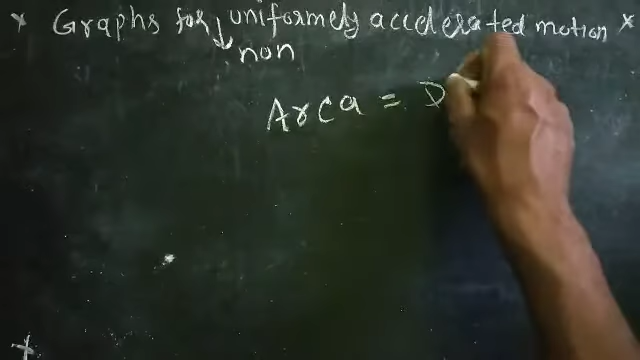 × Graphs for uniformely accelerated motion ×
non
Area = D